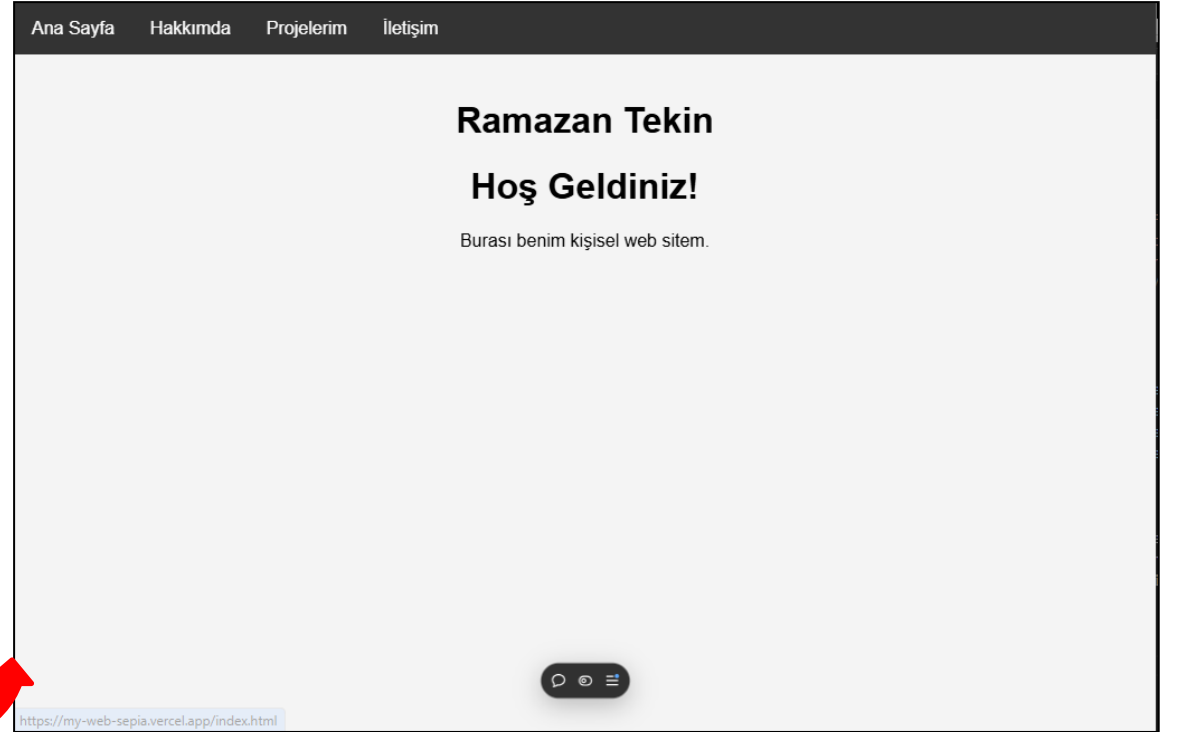 Ana Sayfa Hakkımda Projelerim İletişim
Ramazan Tekin
Hoş Geldiniz!
Burası benim kişisel web sitem.
https://my-web-sepia.vercel.app/index.html